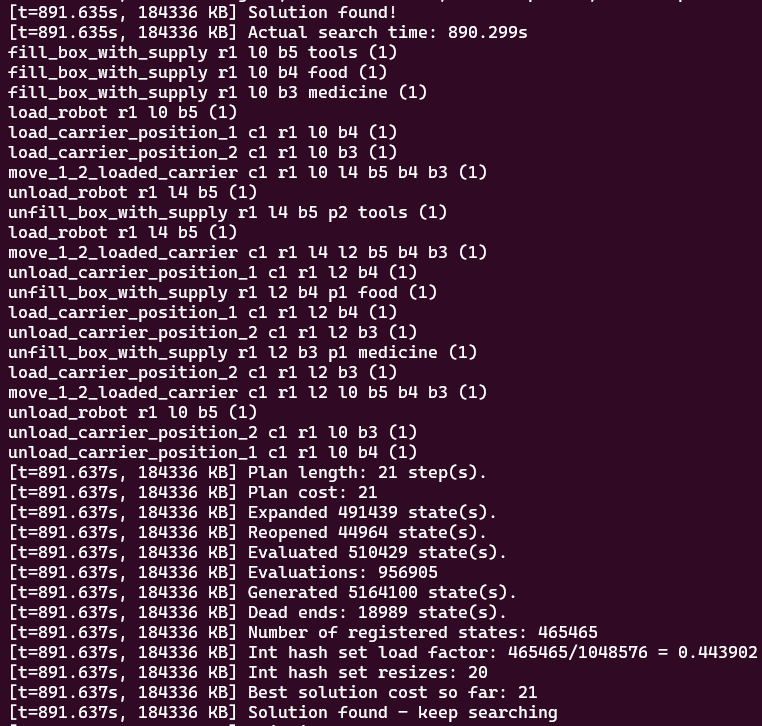 [t=891.635s, 184336 KB] Solution found!
[t=891.635s, 184336 KB] Actual search time: 890.299s
fill_box_with_supply r1 l0 b5 tools (1)
fill_box_with_supply r1 l0 b4 food (1)
fill_box_with_supply r1 l0 b3 medicine (1)
load_robot r1 l0 b5 (1)
load_carrier_position_1 c1 r1 l0 b4 (1)
load_carrier_position_2 c1 r1 l0 b3 (1)
move_1_2_loaded_carrier c1 r1 l0 l4 b5 b4 b3 (1)
unload_robot r1 l4 b5 (1)
unfill_box_with_supply r1 l4 b5 p2 tools (1)
load_robot r1 l4 b5 (1)
move_1_2_loaded_carrier c1 r1 l4 l2 b5 b4 b3 (1)
unload_carrier_position_1 c1 r1 l2 b4 (1)
unfill_box_with_supply r1 l2 b4 p1 food (1)
load_carrier_position_1 c1 r1 l2 b4 (1)
unload_carrier_position_2 c1 r1 l2 b3 (1)
unfill_box_with_supply r1 l2 b3 p1 medicine (1)
load_carrier_position_2 c1 r1 l2 b3 (1)
move_1_2_loaded_carrier c1 r1 l2 l0 b5 b4 b3 (1)
unload_robot r1 l0 b5 (1)
unload_carrier_position_2 c1 r1 l0 b3 (1)
unload_carrier_position_1 c1 r1 l0 b4 (1)
[t=891.637s, 184336 KB] Plan length: 21 step(s).
[t=891.637s, 184336 KB] Plan cost: 21
[t=891.637s, 184336 KB] Expanded 491439 state(s).
[t=891.637s, 184336 KB] Reopened 44964 state(s).
[t=891.637s, 184336 KB] Evaluated 510429 state(s).
[t=891.637s, 184336 KB] Evaluations: 956905
[t=891.637s, 184336 KB] Generated 5164100 state(s).
[t=891.637s, 184336 KB] Dead ends: 18989 state(s).
[t=891.637s, 184336 KB] Number of registered states: 465465
[t=891.637s, 184336 KB] Int hash set load factor: 465465/1048576 = 0.443902
[t=891.637s, 184336 KB] Int hash set resizes: 20
[t=891.637s, 184336 KB] Best solution cost so far: 21
[t=891.637s, 184336 KB] Solution found - keep searching